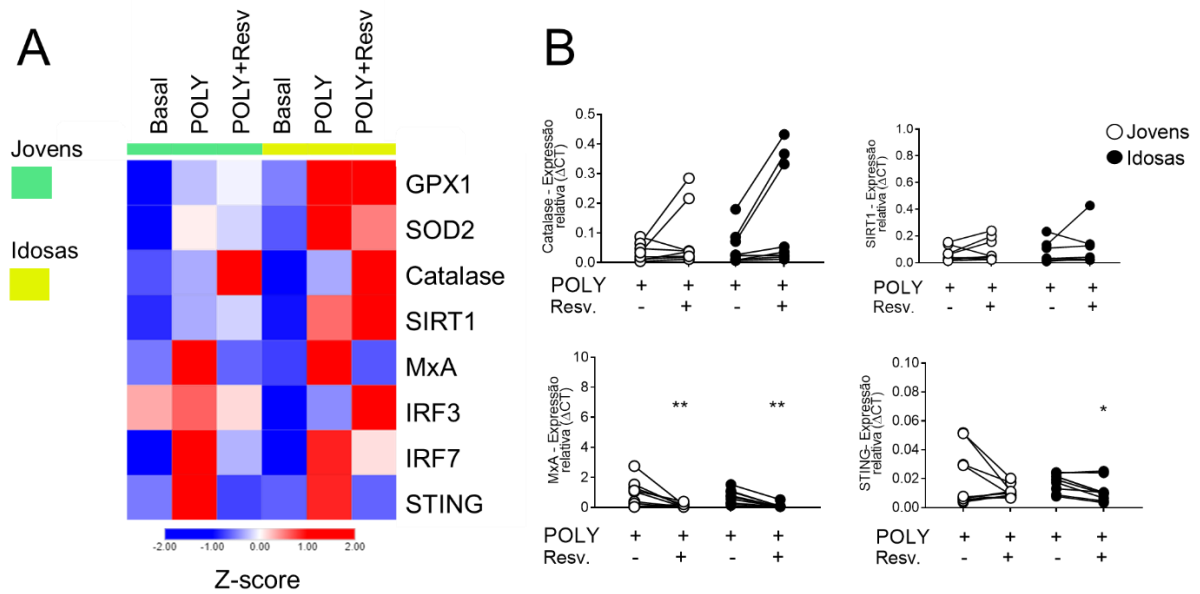 A
Basal
POLY
POLY+Resv
Basal
POLY
POLY+Resv
Jovens
Idosas
GPX1
SOD2
Catalase
SIRT1
MxA
IRF3
IRF7
STING
-2.00 -1.00 0.00 1.00 2.00
Z-score
B
Catalase - Expressão
relativa (ΔCT)
0.5
0.4
0.3
0.2
0.1
0.0
POLY + + + +
Resv. - + - +
SIRT1 - Expressão
relativa (ΔCT)
1.0
0.8
0.6
0.4
0.2
0.0
POLY + + + +
Resv. - + - +
Jovens
Idosas
MxA - Expressão
relativa (ΔCT)
10
8
6
4
2
0
** **
POLY + + + +
Resv. - + - +
STING- Expressão
relativa (ΔCT)
0.10
0.08
0.06
0.04
0.02
0.00
*
POLY + + + +
Resv. - + - +